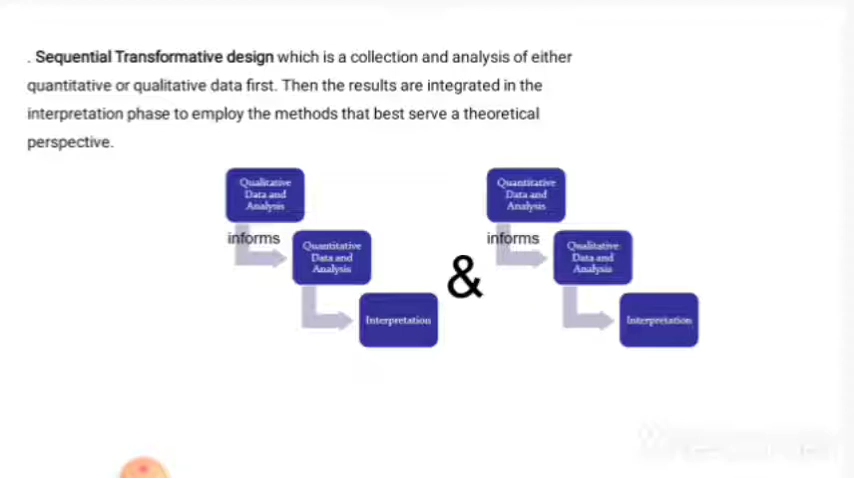 . Sequential Transformative design which is a collection and analysis of either
quantitative or qualitative data first. Then the results are integrated in the
interpretation phase to employ the methods that best serve a theoretical
perspective.
Qualitative
Data and
Analysis
informs
Quantitative
Data and
Analysis
Interpretation
&
Quantitative
Data and
Analysis
informs
Qualitative
Data and
Analysis
Interpretation